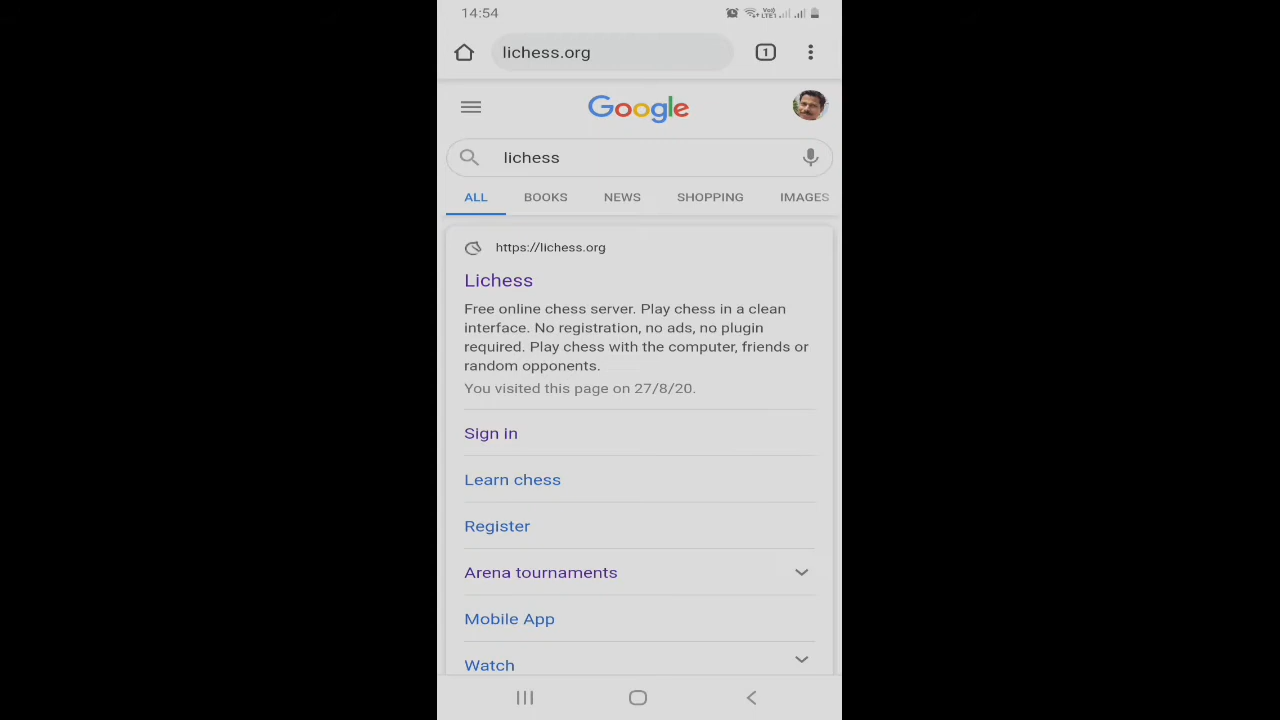 14:54
lichess.org
1
Google
lichess
ALL BOOKS NEWS SHOPPING IMAGES
https://lichess.org
Lichess
Free online chess server. Play chess in a clean
interface. No registration, no ads, no plugin
required. Play chess with the computer, friends or
random opponents.
You visited this page on 27/8/20.
Sign in
Learn chess
Register
Arena tournaments
Mobile App
Watch